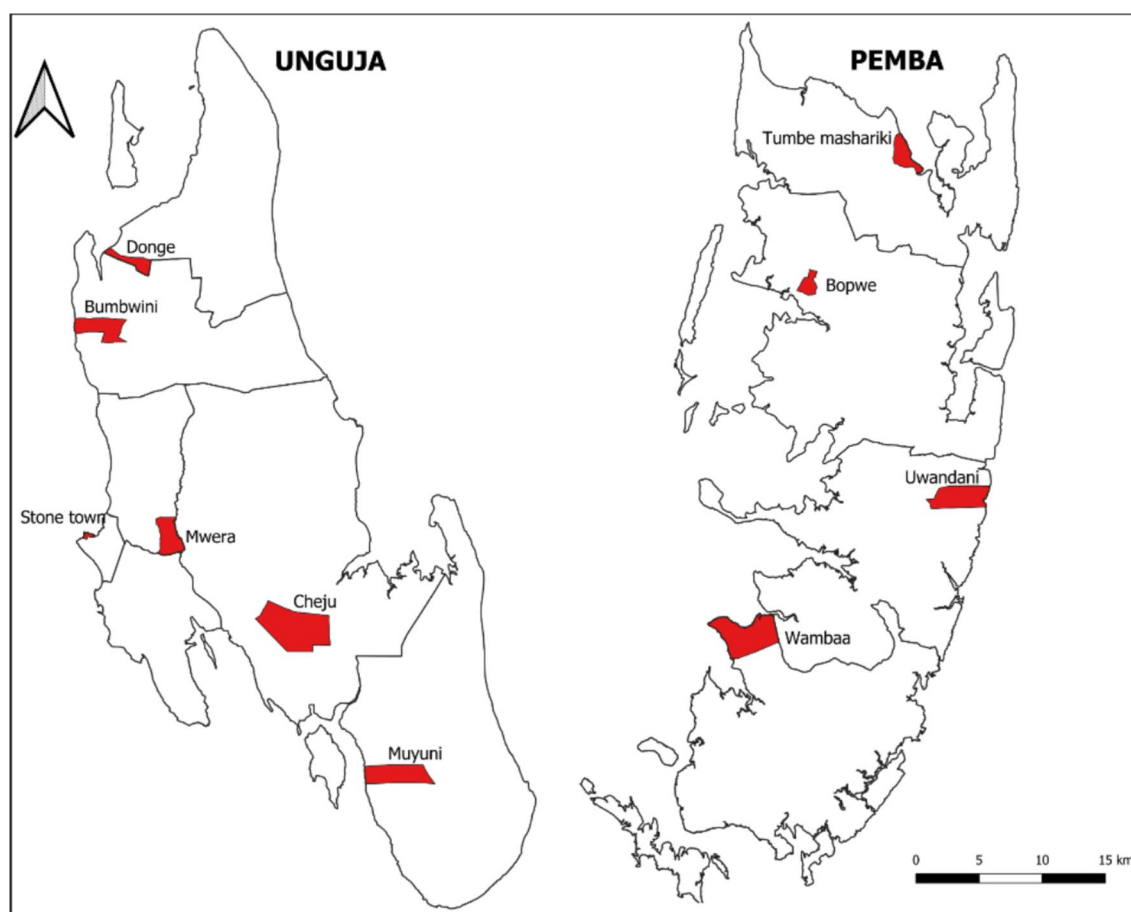 UNGUJA
PEMBA
Tumbe mashariki
Donge
Bopwe
Bumbwini
Uwandani
Stone town
Mwera
Cheju
Wambaa
Muyuni
0 5 10 15 km